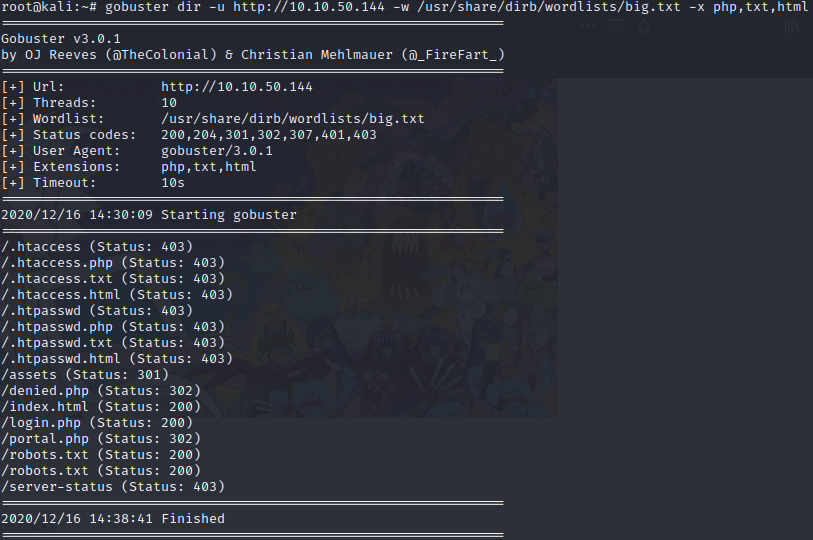 root@kali:~# gobuster dir -u http://10.10.50.144 -w /usr/share/dirb/wordlists/big.txt -x php,txt,html
===============================================================
Gobuster v3.0.1
by OJ Reeves (@TheColonial) & Christian Mehlmauer (@_FireFart_)
===============================================================
[+] Url:            http://10.10.50.144
[+] Threads:        10
[+] Wordlist:       /usr/share/dirb/wordlists/big.txt
[+] Status codes:   200,204,301,302,307,401,403
[+] User Agent:     gobuster/3.0.1
[+] Extensions:     php,txt,html
[+] Timeout:        10s
===============================================================
2020/12/16 14:30:09 Starting gobuster
===============================================================
/.htaccess (Status: 403)
/.htaccess.php (Status: 403)
/.htaccess.txt (Status: 403)
/.htaccess.html (Status: 403)
/.htpasswd (Status: 403)
/.htpasswd.php (Status: 403)
/.htpasswd.txt (Status: 403)
/.htpasswd.html (Status: 403)
/assets (Status: 301)
/denied.php (Status: 302)
/index.html (Status: 200)
/login.php (Status: 200)
/portal.php (Status: 302)
/robots.txt (Status: 200)
/robots.txt (Status: 200)
/server-status (Status: 403)
===============================================================
2020/12/16 14:38:41 Finished
===============================================================